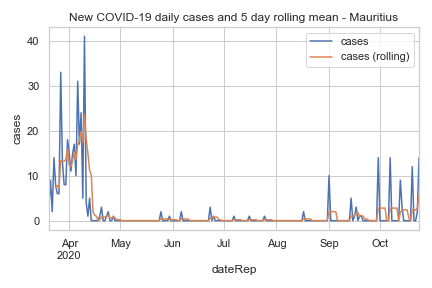 New COVID-19 daily cases and 5 day rolling mean - Mauritius
cases
cases (rolling)
40
30
20
10
0
cases
Apr
2020
May
Jun
Jul
Aug
Sep
Oct
dateRep